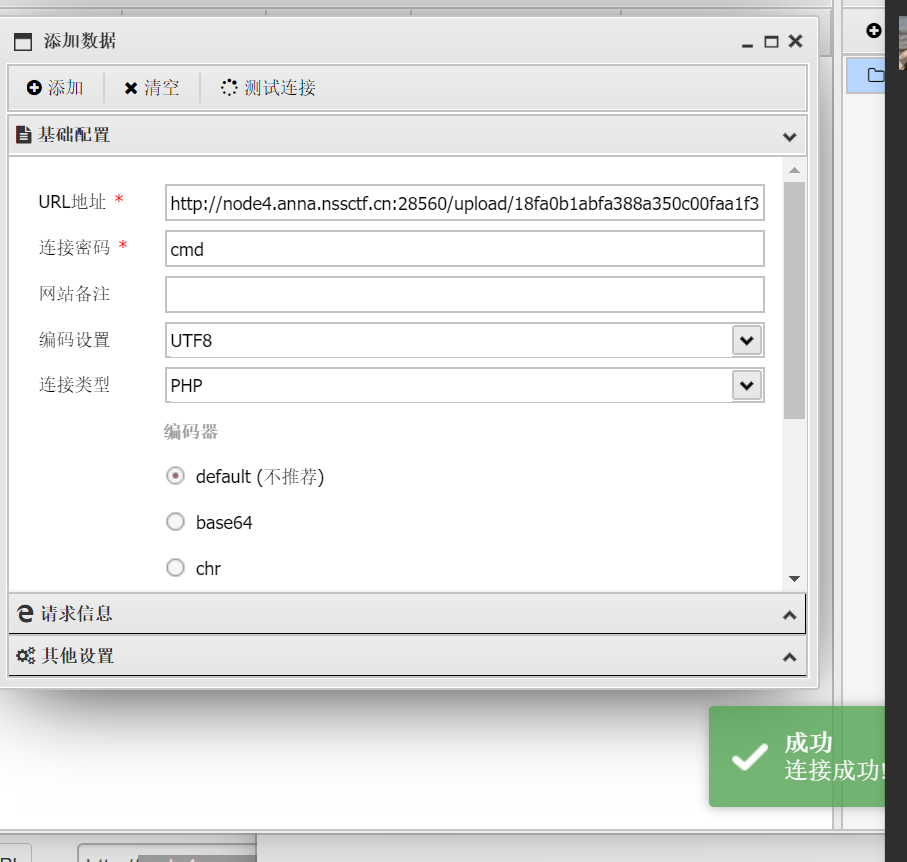 添加数据
添加 清空 测试连接
基础配置
URL地址 * http://node4.anna.nssctf.cn:28560/upload/18fa0b1abfa388a350c00faa1f3
连接密码 * cmd
网站备注
编码设置 UTF8
连接类型 PHP
编码器
default (不推荐)
base64
chr
请求信息
其他设置
成功
连接成功!